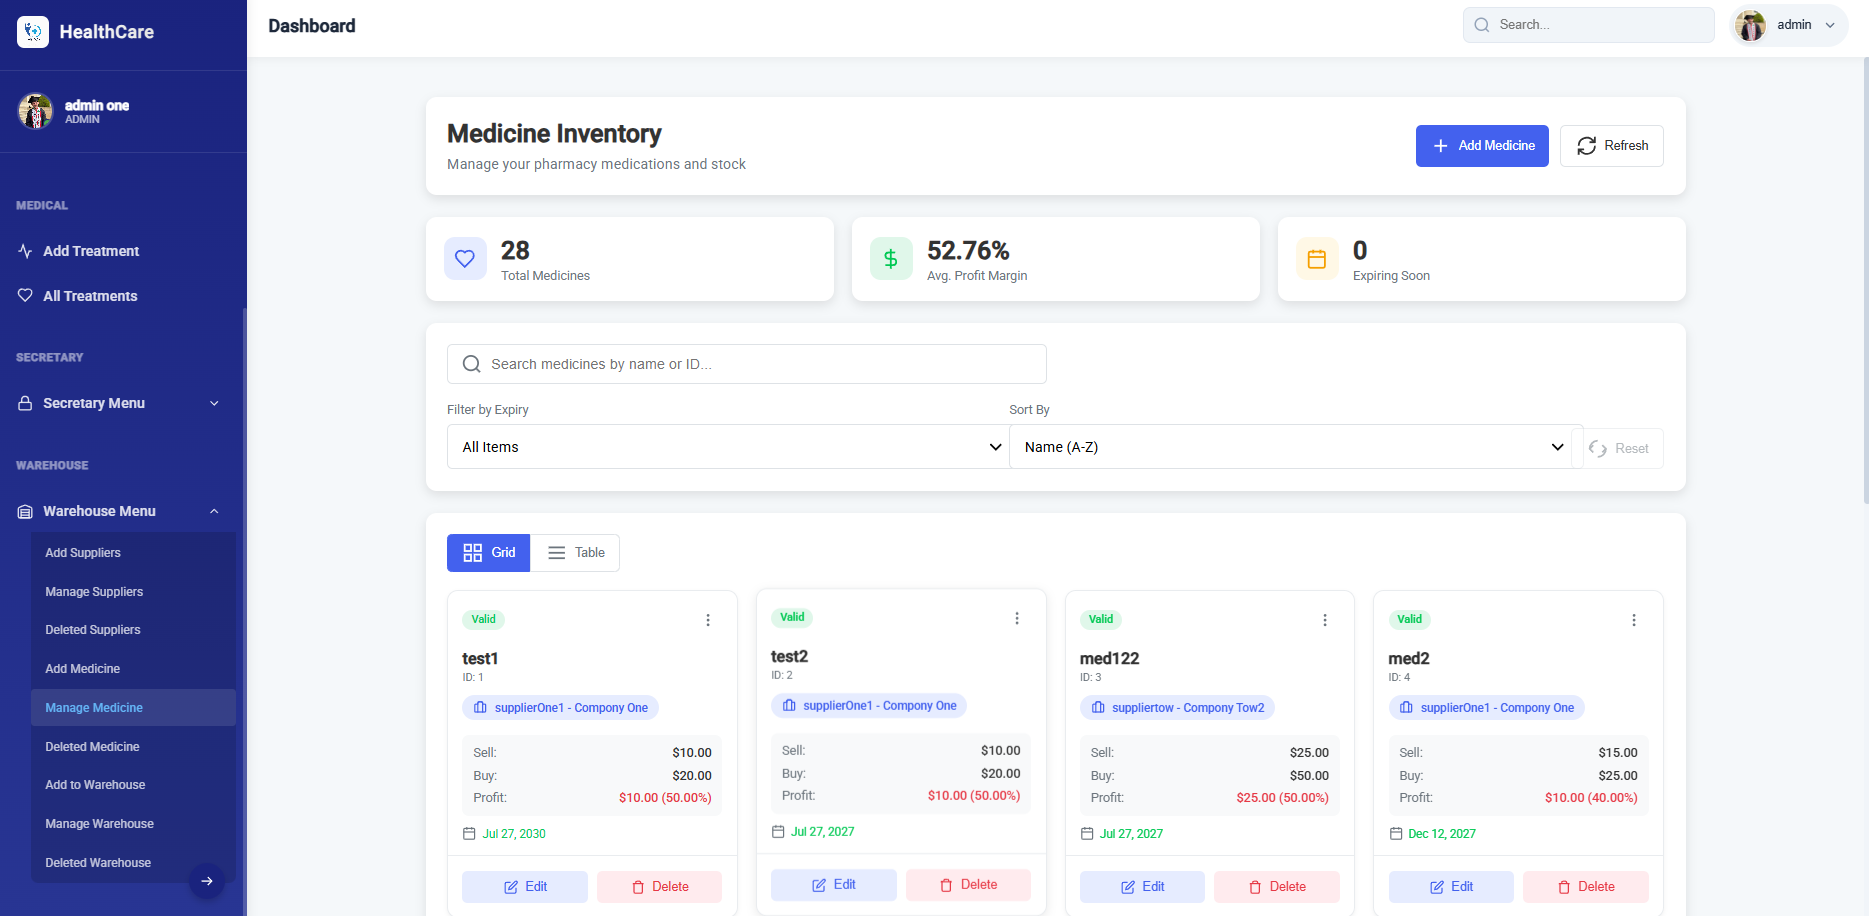 HealthCare
Dashboard
Search...
admin
admin one
ADMIN
MEDICAL
Add Treatment
All Treatments
SECRETARY
Secretary Menu
WAREHOUSE
Warehouse Menu
Add Suppliers
Manage Suppliers
Deleted Suppliers
Add Medicine
Manage Medicine
Deleted Medicine
Add to Warehouse
Manage Warehouse
Deleted Warehouse
Medicine Inventory
Manage your pharmacy medications and stock
Add Medicine
Refresh
28
Total Medicines
52.76%
Avg. Profit Margin
0
Expiring Soon
Search medicines by name or ID...
Filter by Expiry
Sort By
All Items
Name (A-Z)
Reset
Grid
Table
Valid
test1
ID: 1
supplierOne1 - Compony One
Sell: $10.00
Buy: $20.00
Profit: $10.00 (50.00%)
Jul 27, 2030
Edit
Delete
Valid
test2
ID: 2
supplierOne1 - Compony One
Sell: $10.00
Buy: $20.00
Profit: $10.00 (50.00%)
Jul 27, 2027
Edit
Delete
Valid
med122
ID: 3
suppliertow - Compony Tow2
Sell: $25.00
Buy: $50.00
Profit: $25.00 (50.00%)
Jul 27, 2027
Edit
Delete
Valid
med2
ID: 4
supplierOne1 - Compony One
Sell: $15.00
Buy: $25.00
Profit: $10.00 (40.00%)
Dec 12, 2027
Edit
Delete